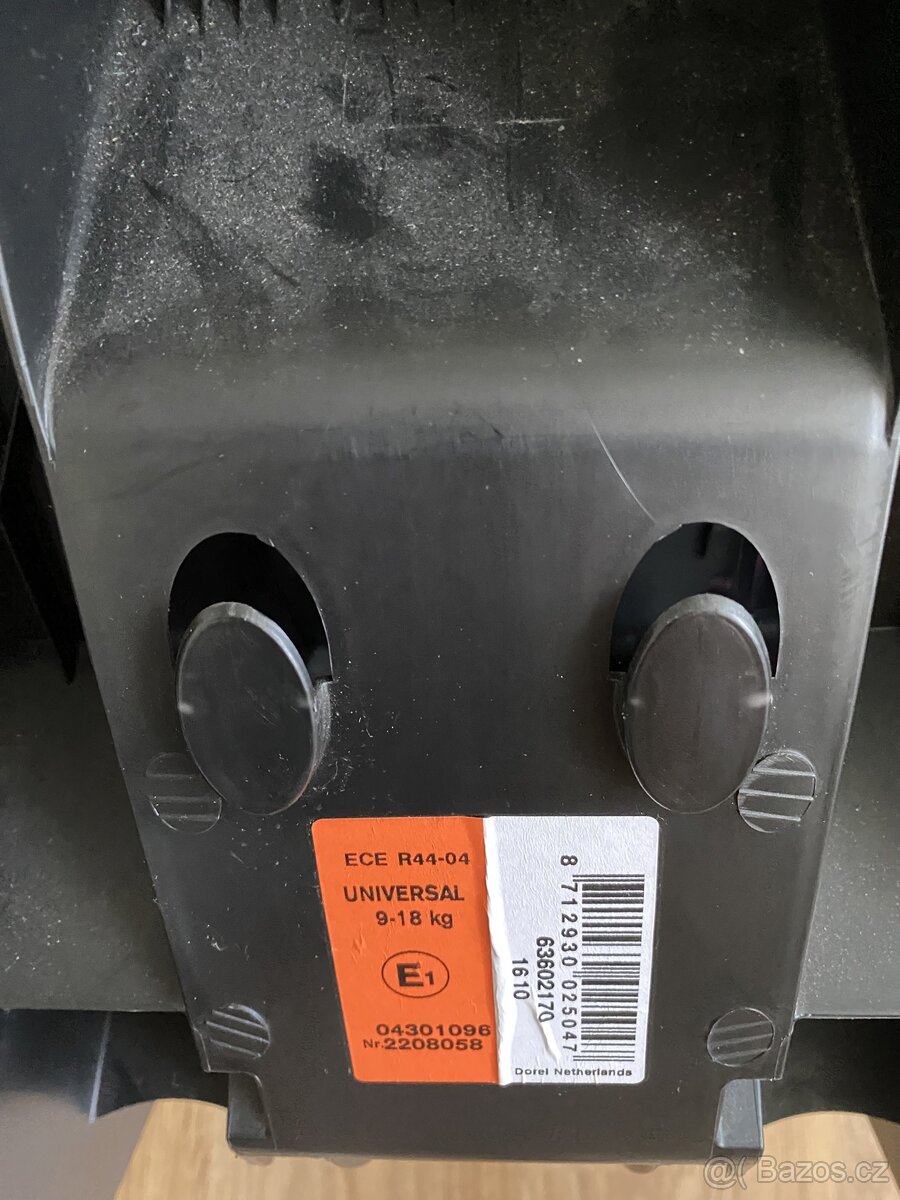 ECE R44-04
UNIVERSAL
9-18 kg
E1
04301096
Nr.2208058
8 712930 025047
63602170
1610
Dorel Netherlands
@( Bazos.cz